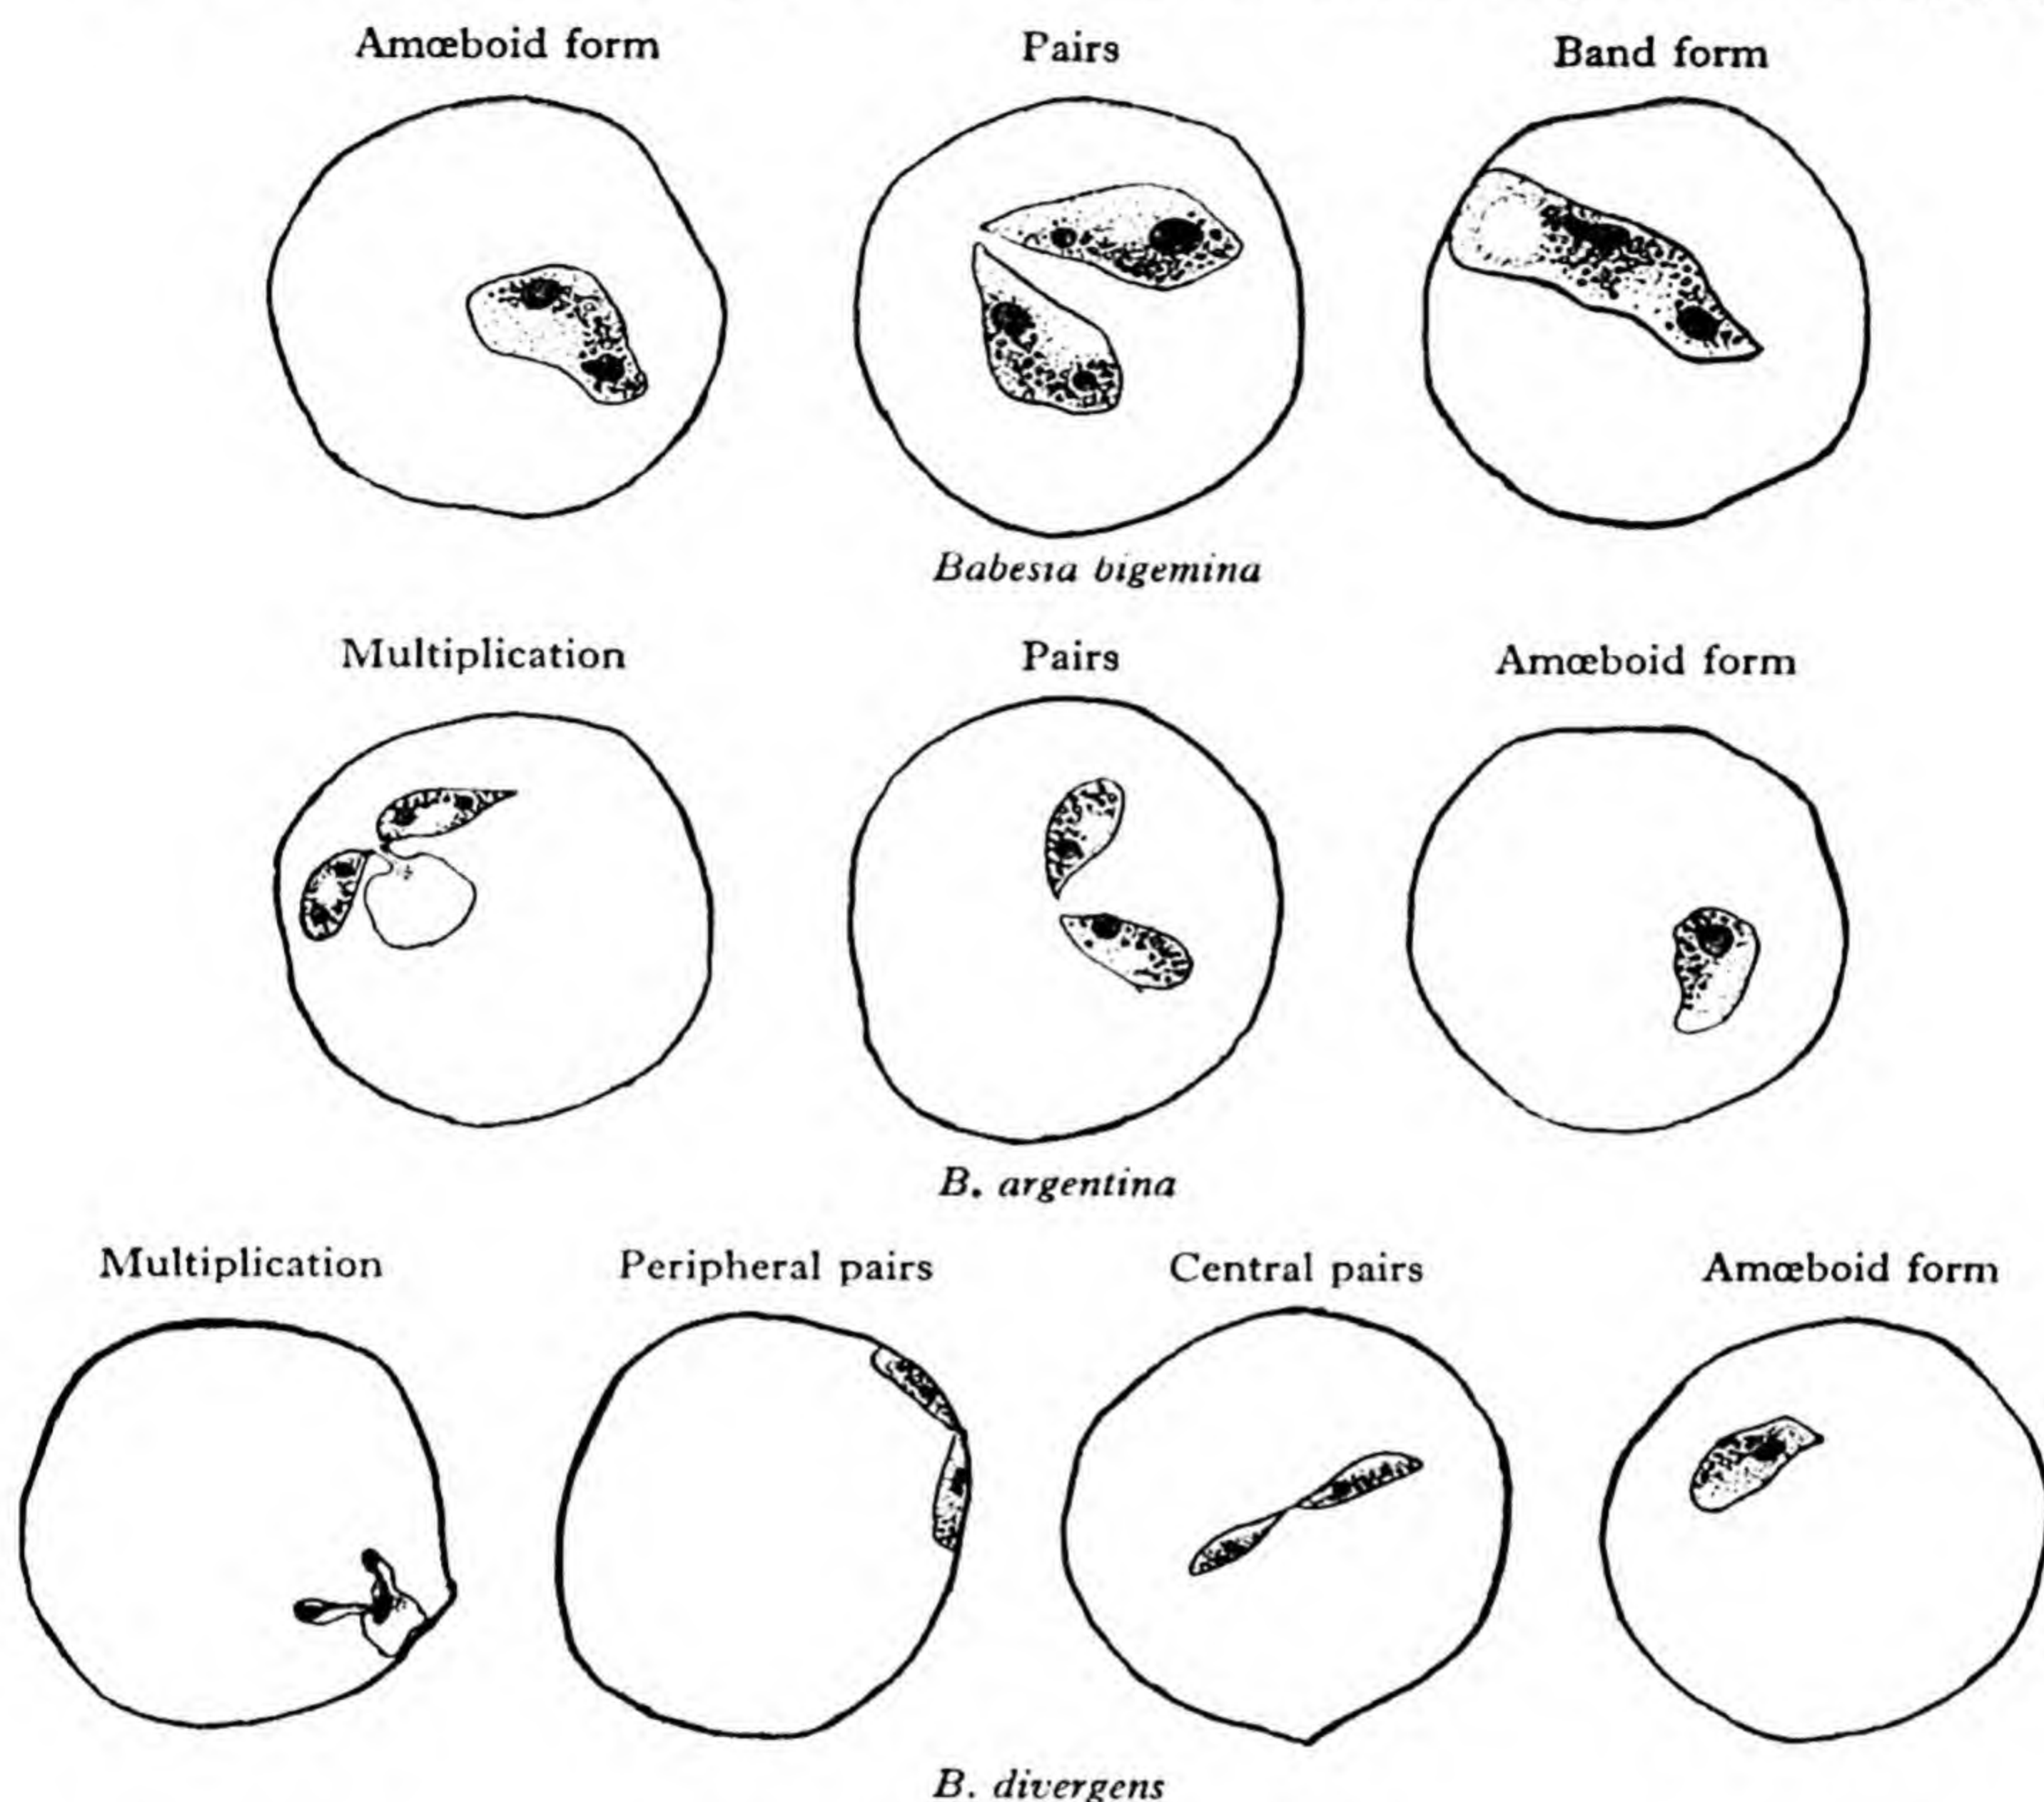 Amœboid form
Pairs
Band form
Babesia bigemina
Multiplication
Pairs
Amœboid form
B. argentina
Multiplication
Peripheral pairs
Central pairs
Amœboid form
B. divergens